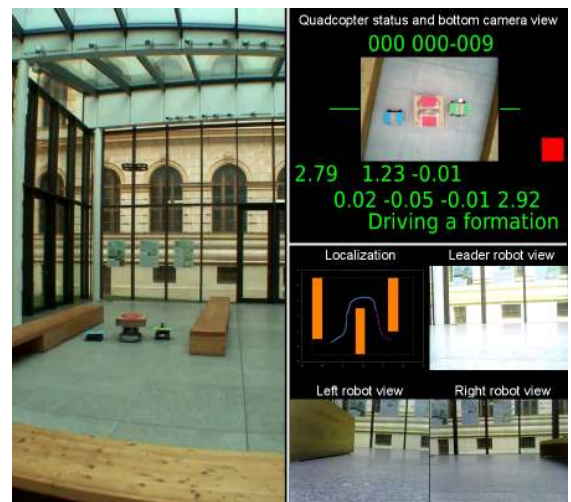 Quadcopter status and bottom camera view
000 000-009
2.79 1.23 -0.01
0.02 -0.05 -0.01 2.92
Driving a formation
Localization
Leader robot view
Left robot view
Right robot view